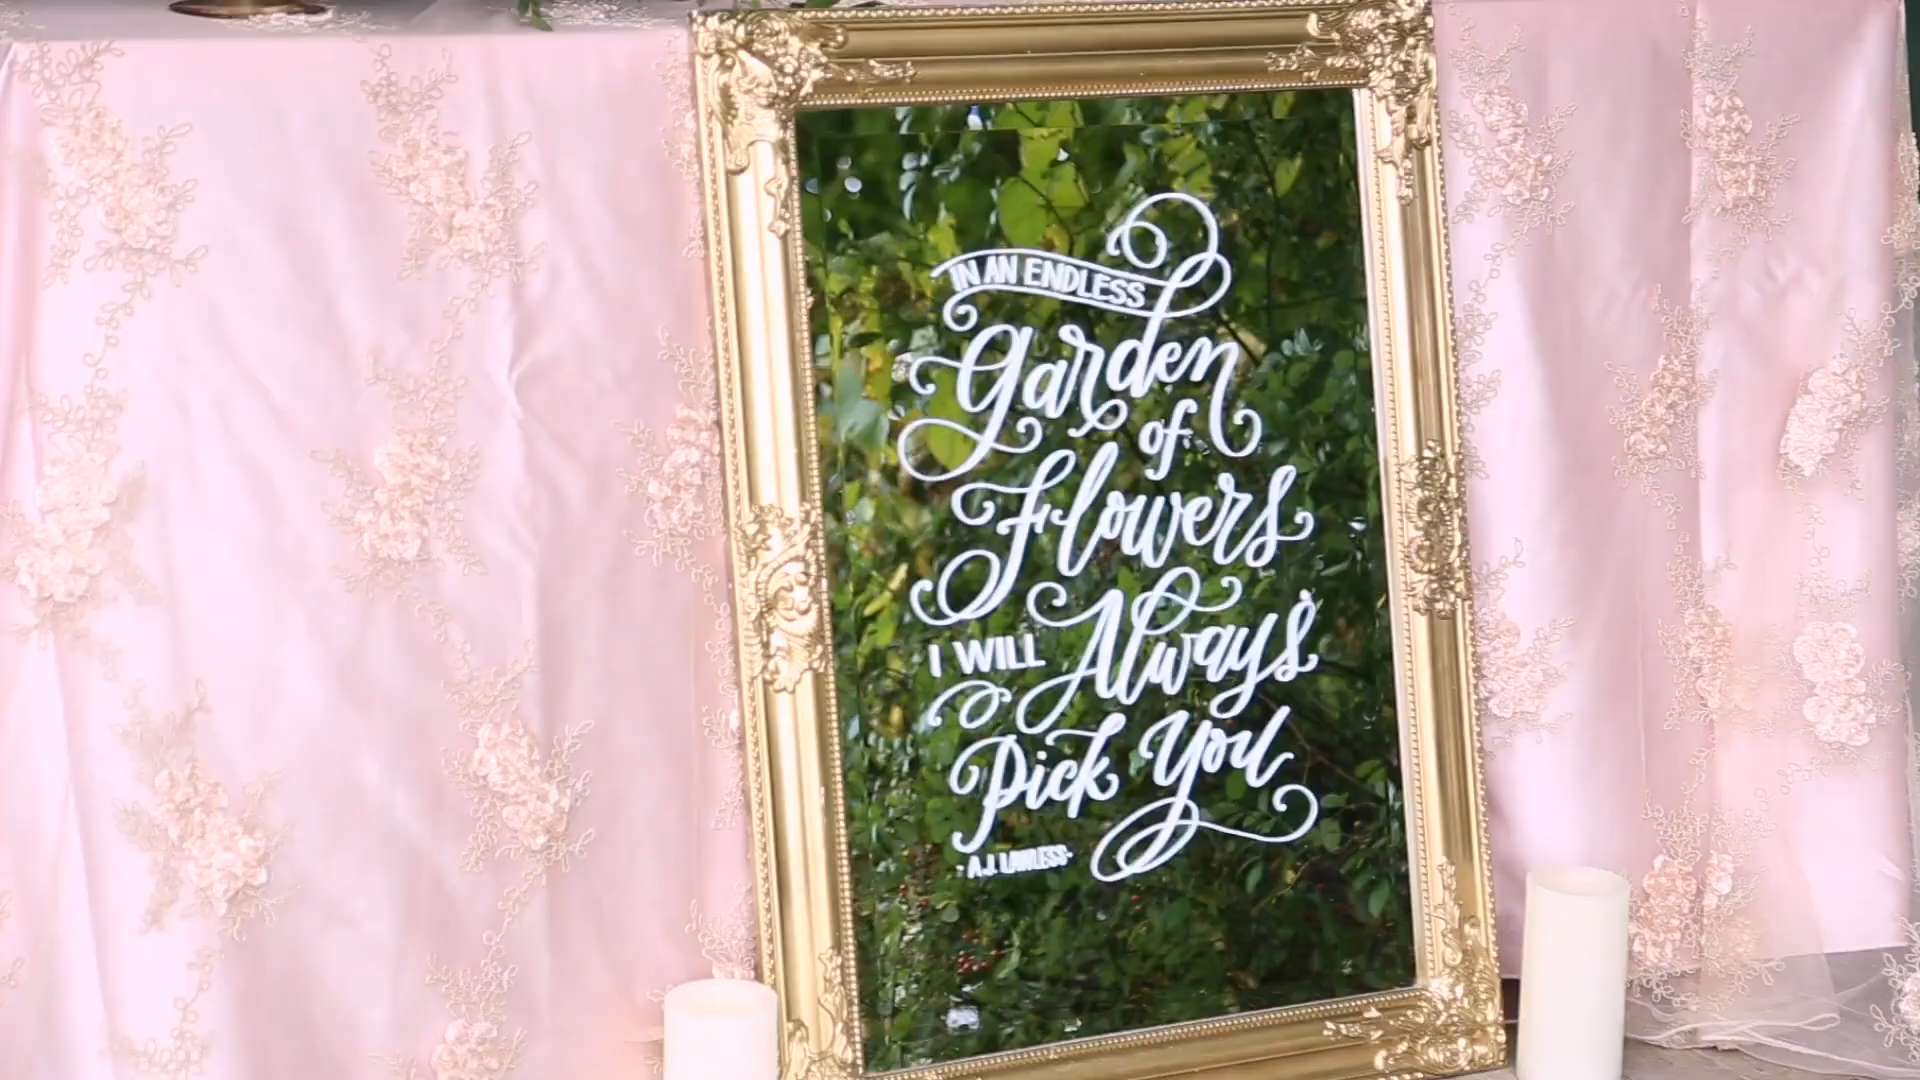 IN AN ENDLESS
Garden
of
Flowers
I WILL Always
Pick You
- A.J. LAWLESS-